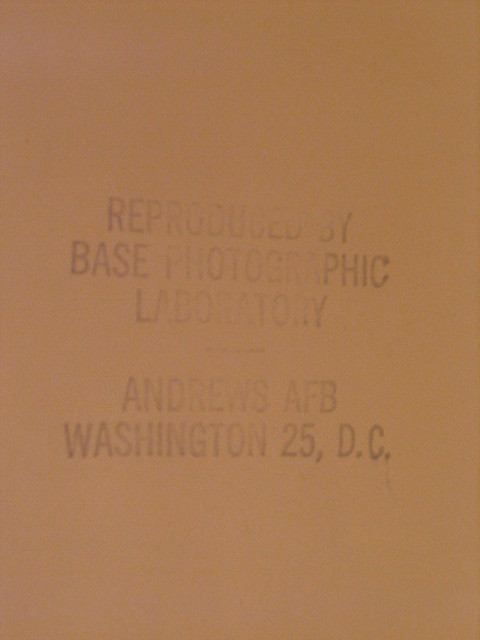 REPRODUCED BY
BASE PHOTOGRAPHIC
LABORATORY
ANDREWS AFB
WASHINGTON 25, D.C.